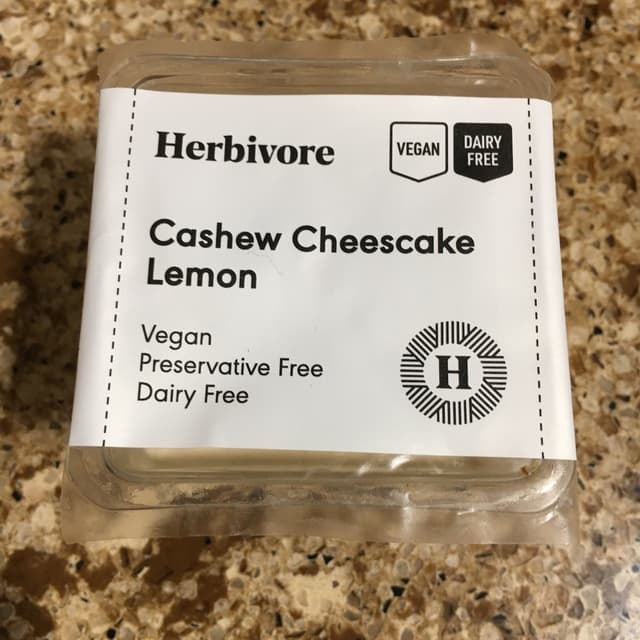 Herbivore
VEGAN
DAIRY
FREE
Cashew Cheescake
Lemon
Vegan
Preservative Free
Dairy Free
H